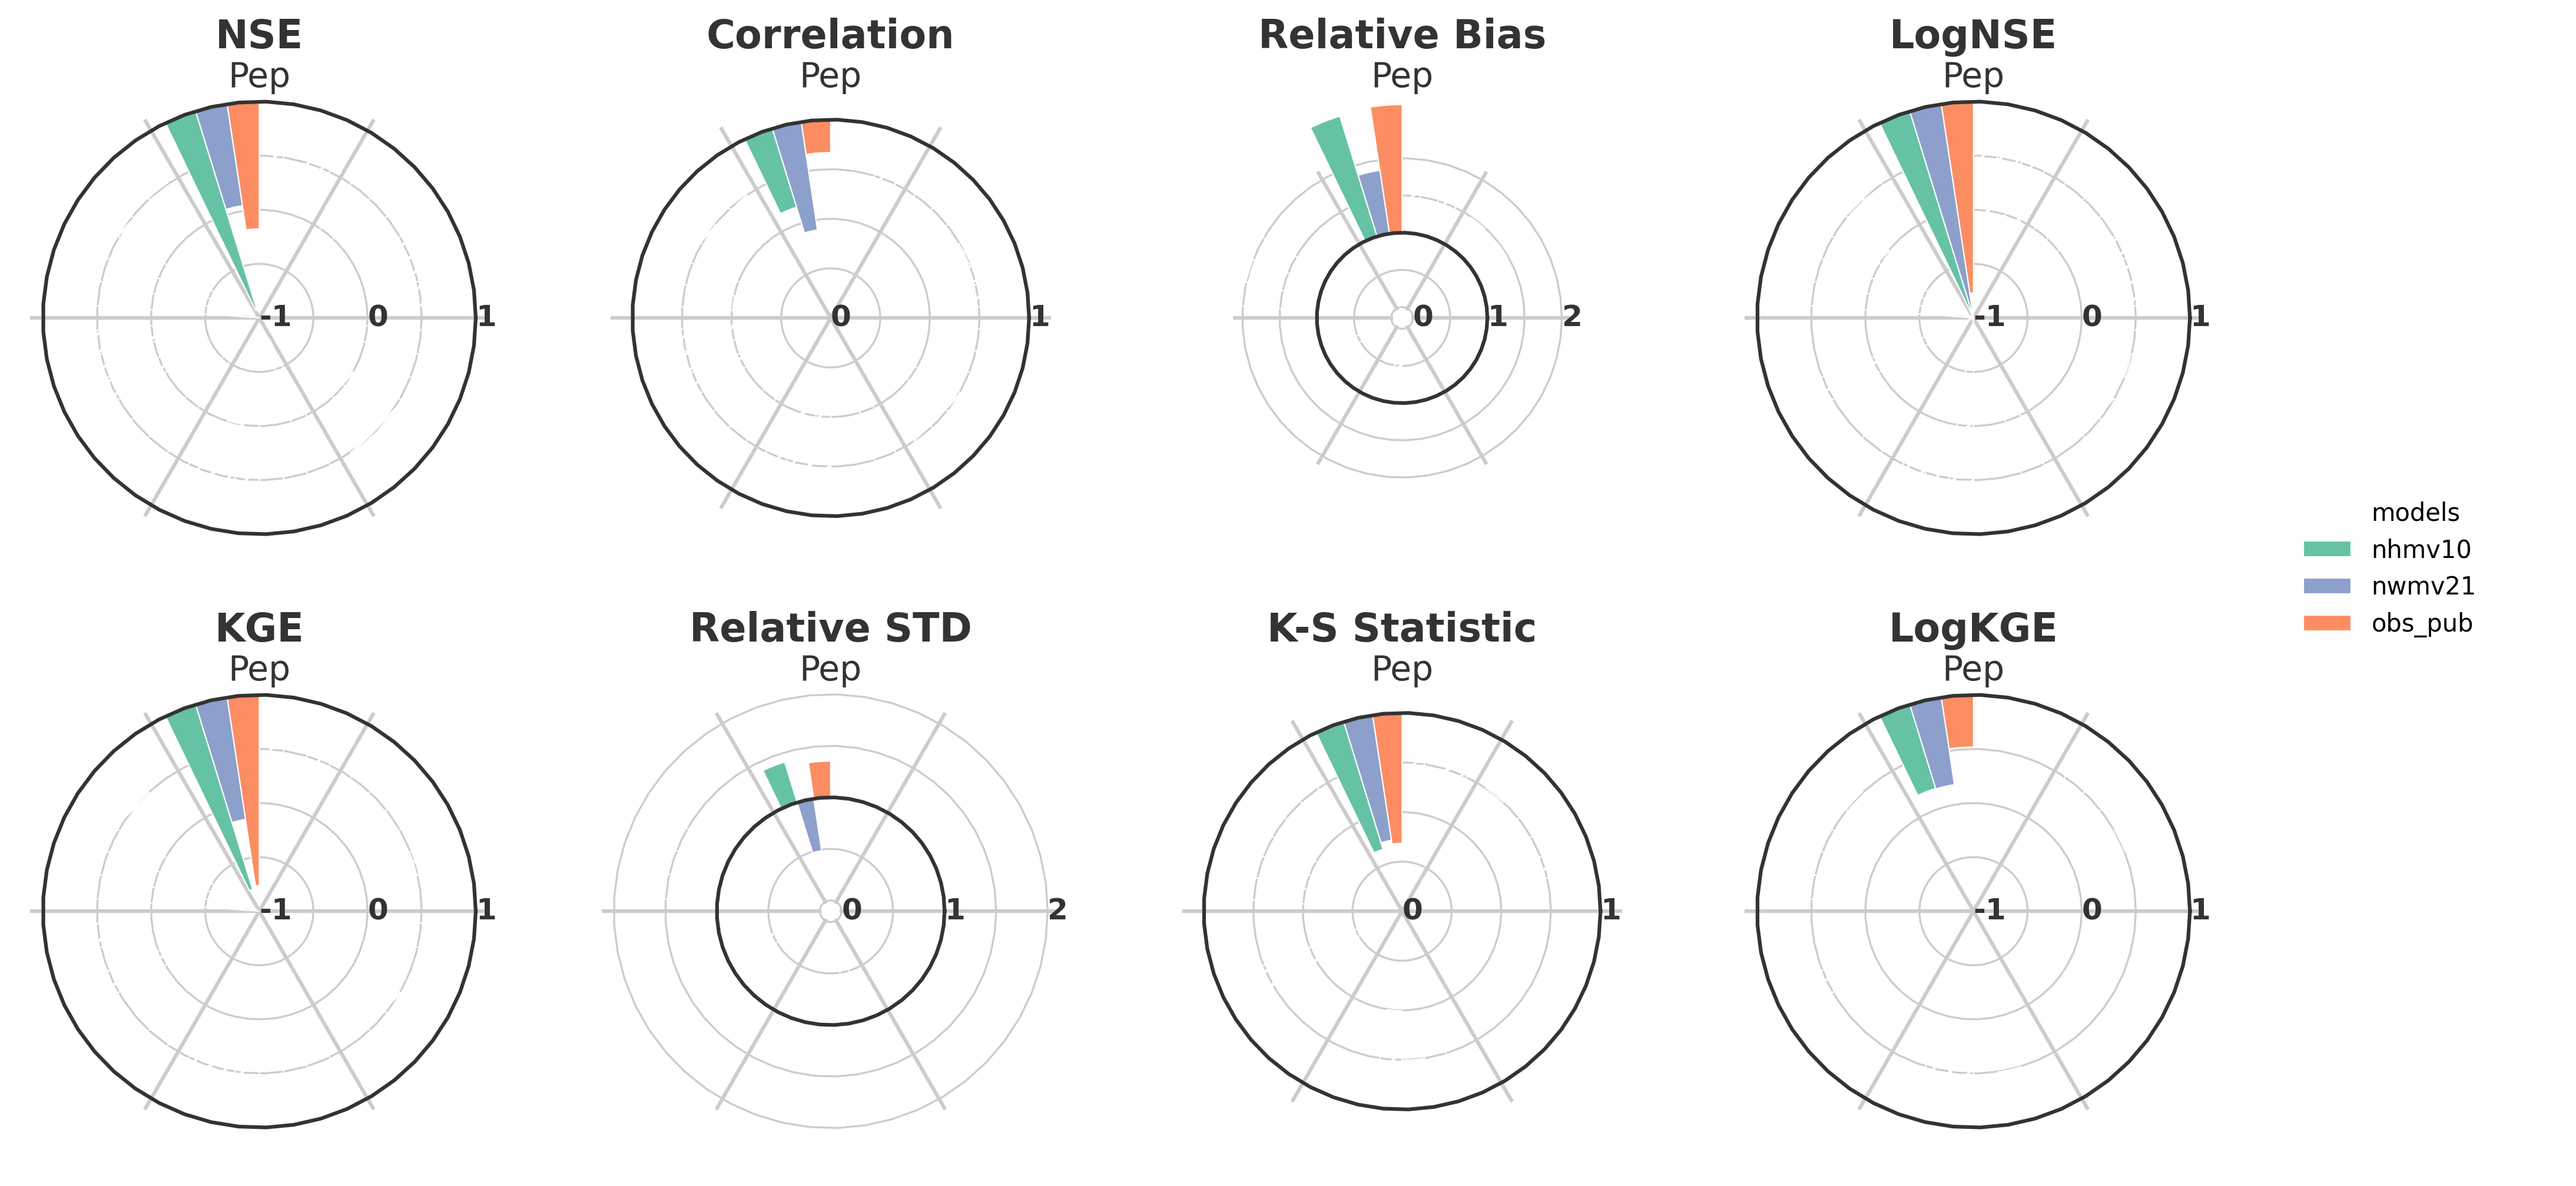 NSE
Pep
-1 0 1
Correlation
Pep
0 1
Relative Bias
Pep
0 1 2
LogNSE
Pep
-1 0 1
models
nhmv10
nwmv21
obs_pub
KGE
Pep
-1 0 1
Relative STD
Pep
0 1 2
K-S Statistic
Pep
0 1
LogKGE
Pep
-1 0 1